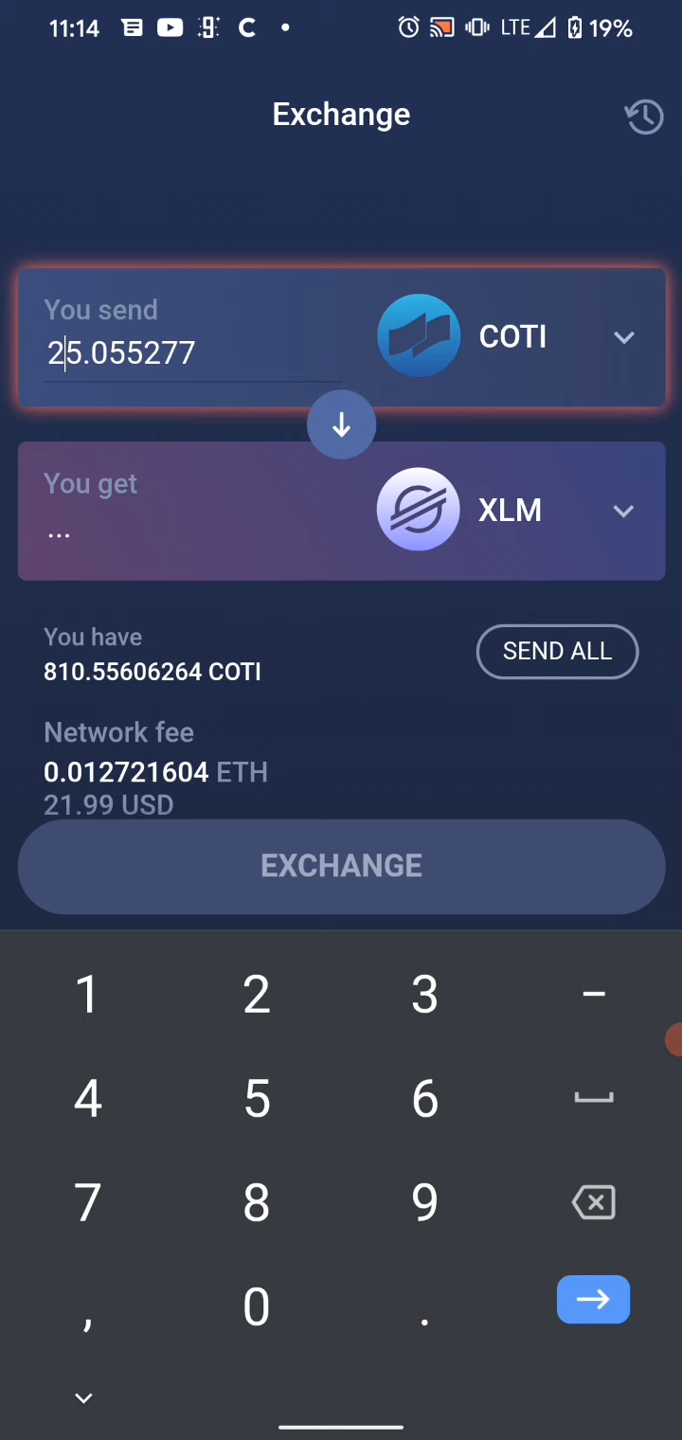 11:14 LTE 19%
Exchange
You send
25.055277
COTI
You get
...
XLM
You have
810.55606264 COTI
SEND ALL
Network fee
0.012721604 ETH
21.99 USD
EXCHANGE
1 2 3 –
4 5 6
7 8 9
, 0 .